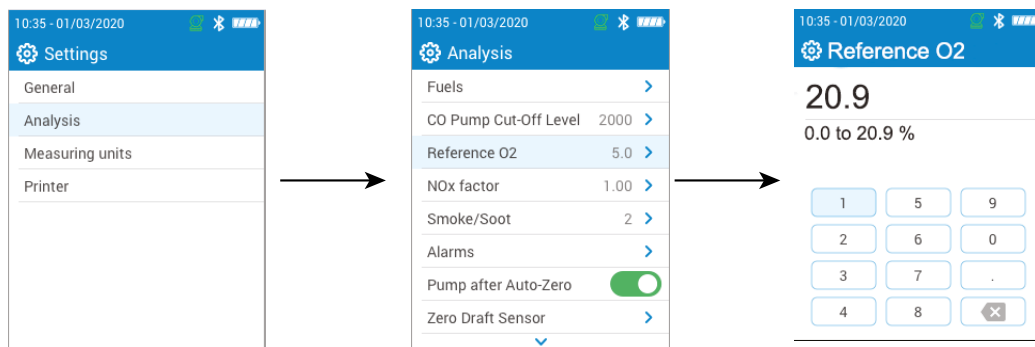 10:35 - 01/03/2020
Settings
General
Analysis
Measuring units
Printer
10:35 - 01/03/2020
Analysis
Fuels
CO Pump Cut-Off Level 2000
Reference O2 5.0
NOx factor 1.00
Smoke/Soot 2
Alarms
Pump after Auto-Zero
Zero Draft Sensor
10:35 - 01/03/2020
Reference O2
20.9
0.0 to 20.9 %
1 5 9
2 6 0
3 7 .
4 8